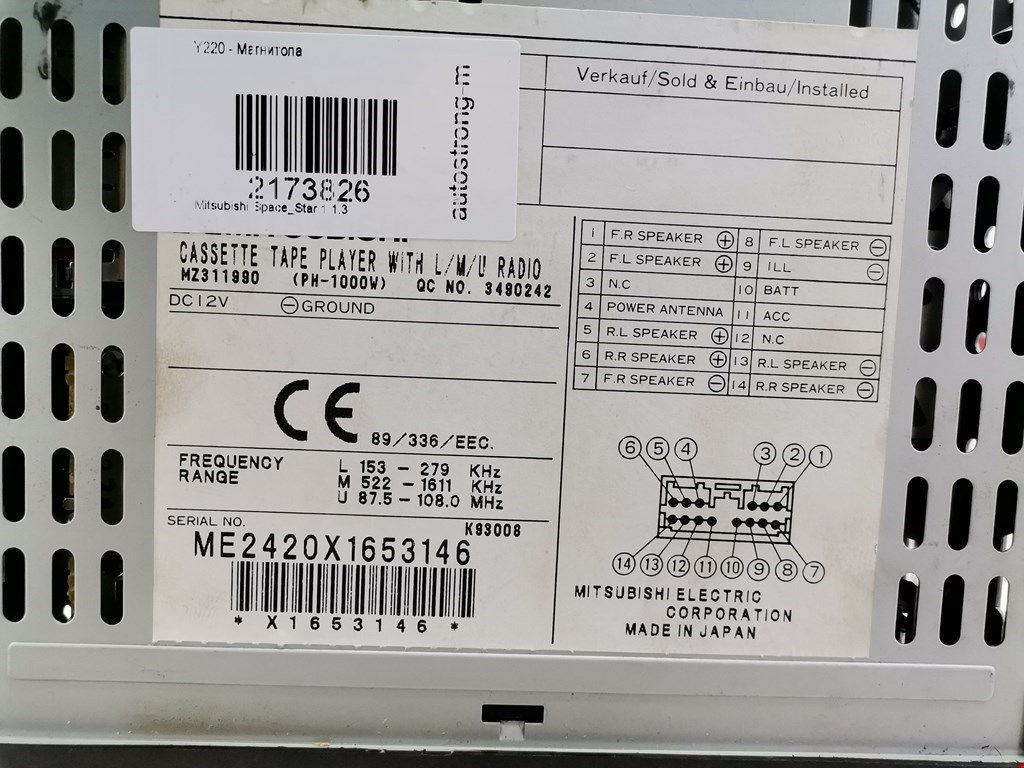 Y220 - Магнитола
2173826
Mitsubishi Space_Star 1 1.3
autostrong-m
Verkauf/Sold & Einbau/Installed
CASSETTE TAPE PLAYER WITH L/M/U RADIO
MZ311990 (PH-1000W) QC NO. 3490242
DC12V ⊖GROUND
CE 89/336/EEC.
FREQUENCY RANGE
L 153 - 279 KHz
M 522 - 1611 KHz
U 87.5 - 108.0 MHz
SERIAL NO. K93008
ME2420X1653146
* X1653146 *
1 F.R SPEAKER ⊕ 8 F.L SPEAKER ⊖
2 F.L SPEAKER ⊕ 9 ILL ⊖
3 N.C 10 BATT
4 POWER ANTENNA 11 ACC
5 R.L SPEAKER ⊕ 12 N.C
6 R.R SPEAKER ⊕ 13 R.L SPEAKER ⊖
7 F.R SPEAKER ⊖ 14 R.R SPEAKER ⊖
6 5 4 3 2 1
14 13 12 11 10 9 8 7
MITSUBISHI ELECTRIC
CORPORATION
MADE IN JAPAN